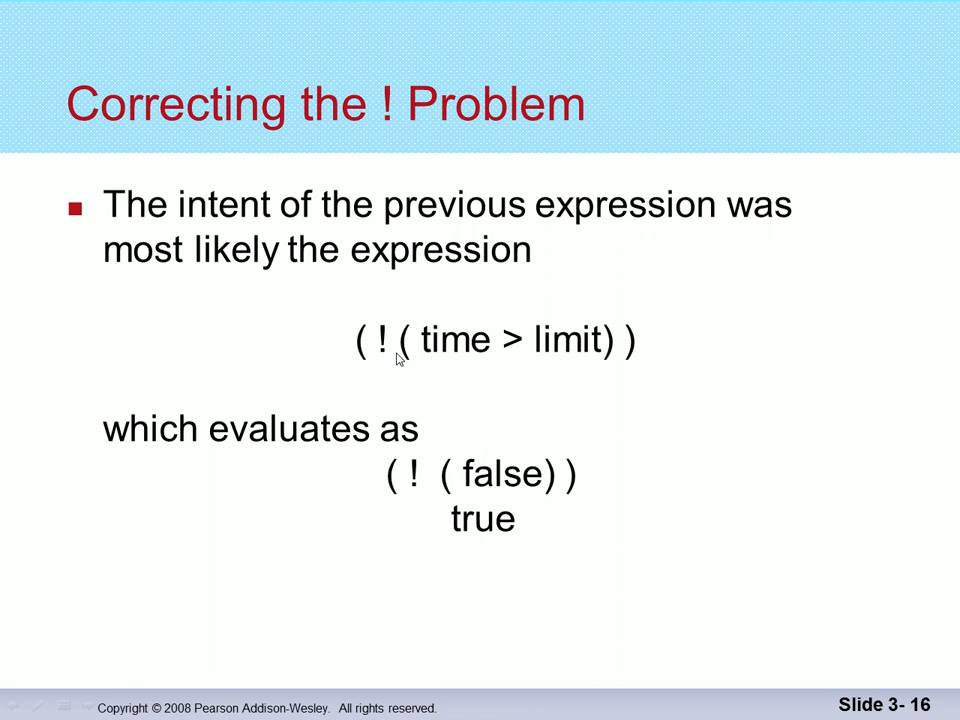 Correcting the ! Problem
The intent of the previous expression was
most likely the expression
( ! ( time > limit) )
which evaluates as
( !  ( false) )
true
Copyright © 2008 Pearson Addison-Wesley.  All rights reserved.
Slide 3- 16